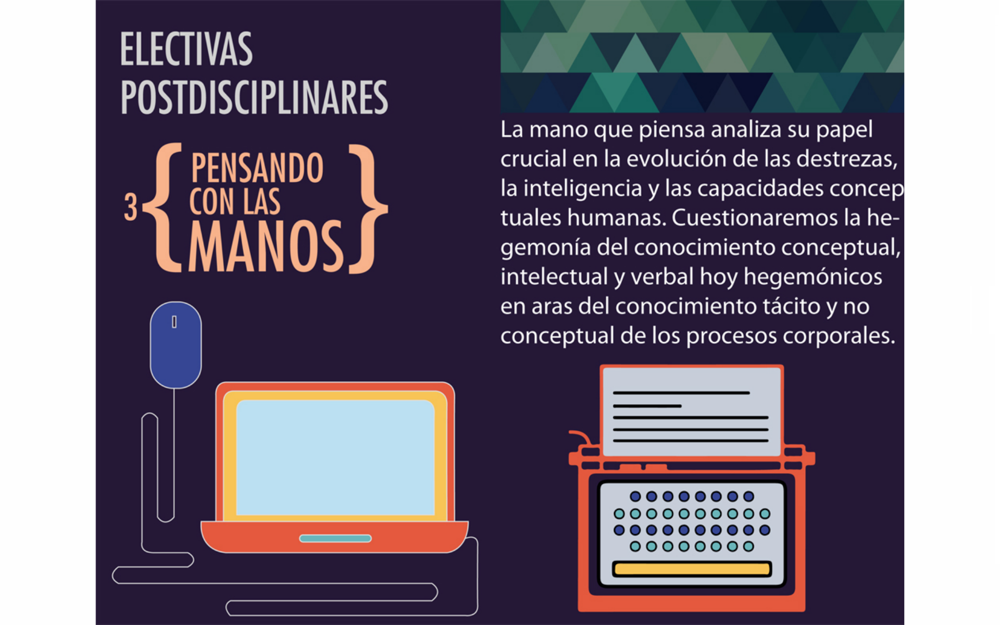 ELECTIVAS
POSTDISCIPLINARES
3 { PENSANDO
CON LAS
MANOS }
La mano que piensa analiza su papel
crucial en la evolución de las destrezas,
la inteligencia y las capacidades concep
tuales humanas. Cuestionaremos la he-
gemonía del conocimiento conceptual,
intelectual y verbal hoy hegemónicos
en aras del conocimiento tácito y no
conceptual de los procesos corporales.